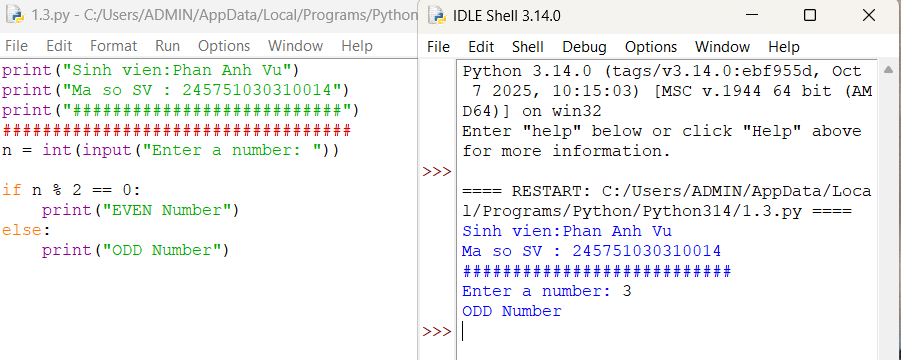 1.3.py - C:/Users/ADMIN/AppData/Local/Programs/Python
File Edit Format Run Options Window Help
print("Sinh vien:Phan Anh Vu")
print("Ma so SV : 245751030310014")
print("###########################")
###################################
n = int(input("Enter a number: "))
if n % 2 == 0:
    print("EVEN Number")
else:
    print("ODD Number")
IDLE Shell 3.14.0
File Edit Shell Debug Options Window Help
Python 3.14.0 (tags/v3.14.0:ebf955d, Oct
 7 2025, 10:15:03) [MSC v.1944 64 bit (AM
D64)] on win32
Enter "help" below or click "Help" above
for more information.
>>>
==== RESTART: C:/Users/ADMIN/AppData/Loca
l/Programs/Python/Python314/1.3.py ====
Sinh vien:Phan Anh Vu
Ma so SV : 245751030310014
###########################
Enter a number: 3
ODD Number
>>>